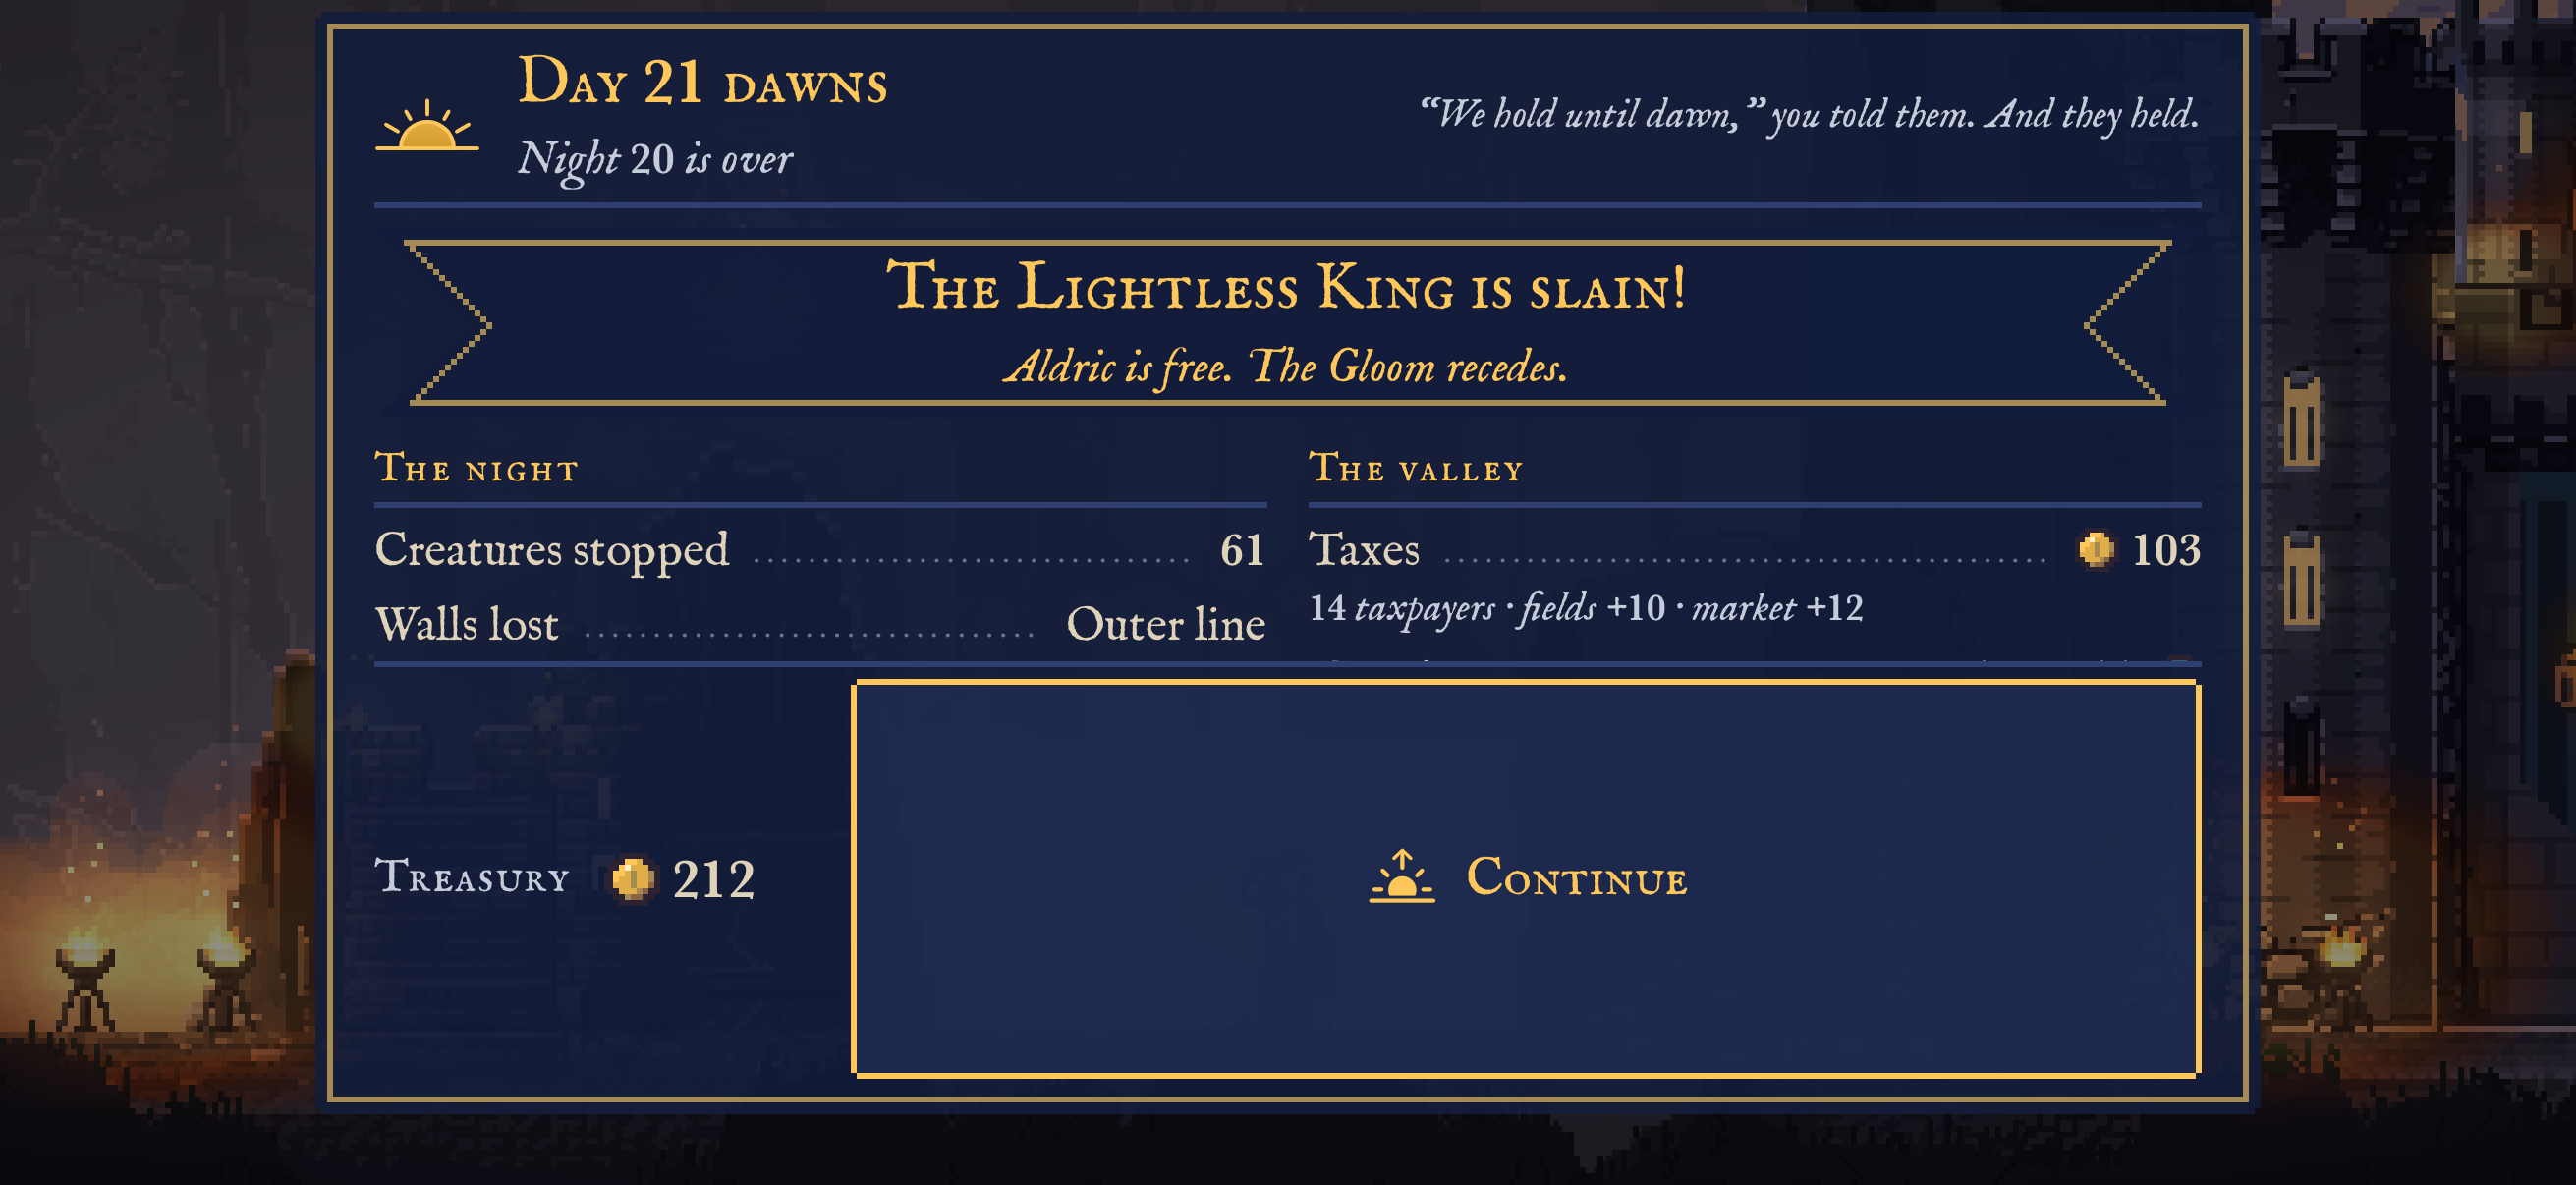 Day 21 dawns
Night 20 is over
“We hold until dawn,” you told them. And they held.
The Lightless King is slain!
Aldric is free. The Gloom recedes.
The night
Creatures stopped 61
Walls lost Outer line
The valley
Taxes 103
14 taxpayers · fields +10 · market +12
Treasury 212
Continue